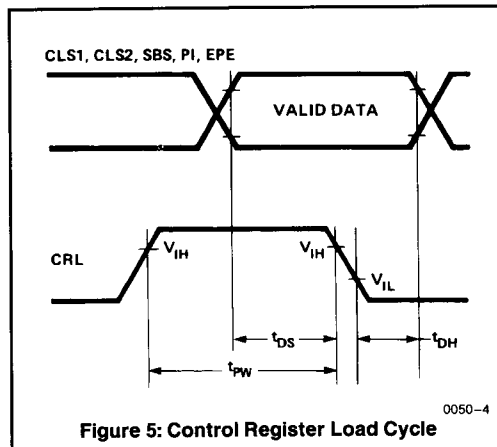 CLS1, CLS2, SBS, PI, EPE
VALID DATA
CRL
VIH
VIH
VIL
tDS
tDH
tPW
0050-4
Figure 5: Control Register Load Cycle